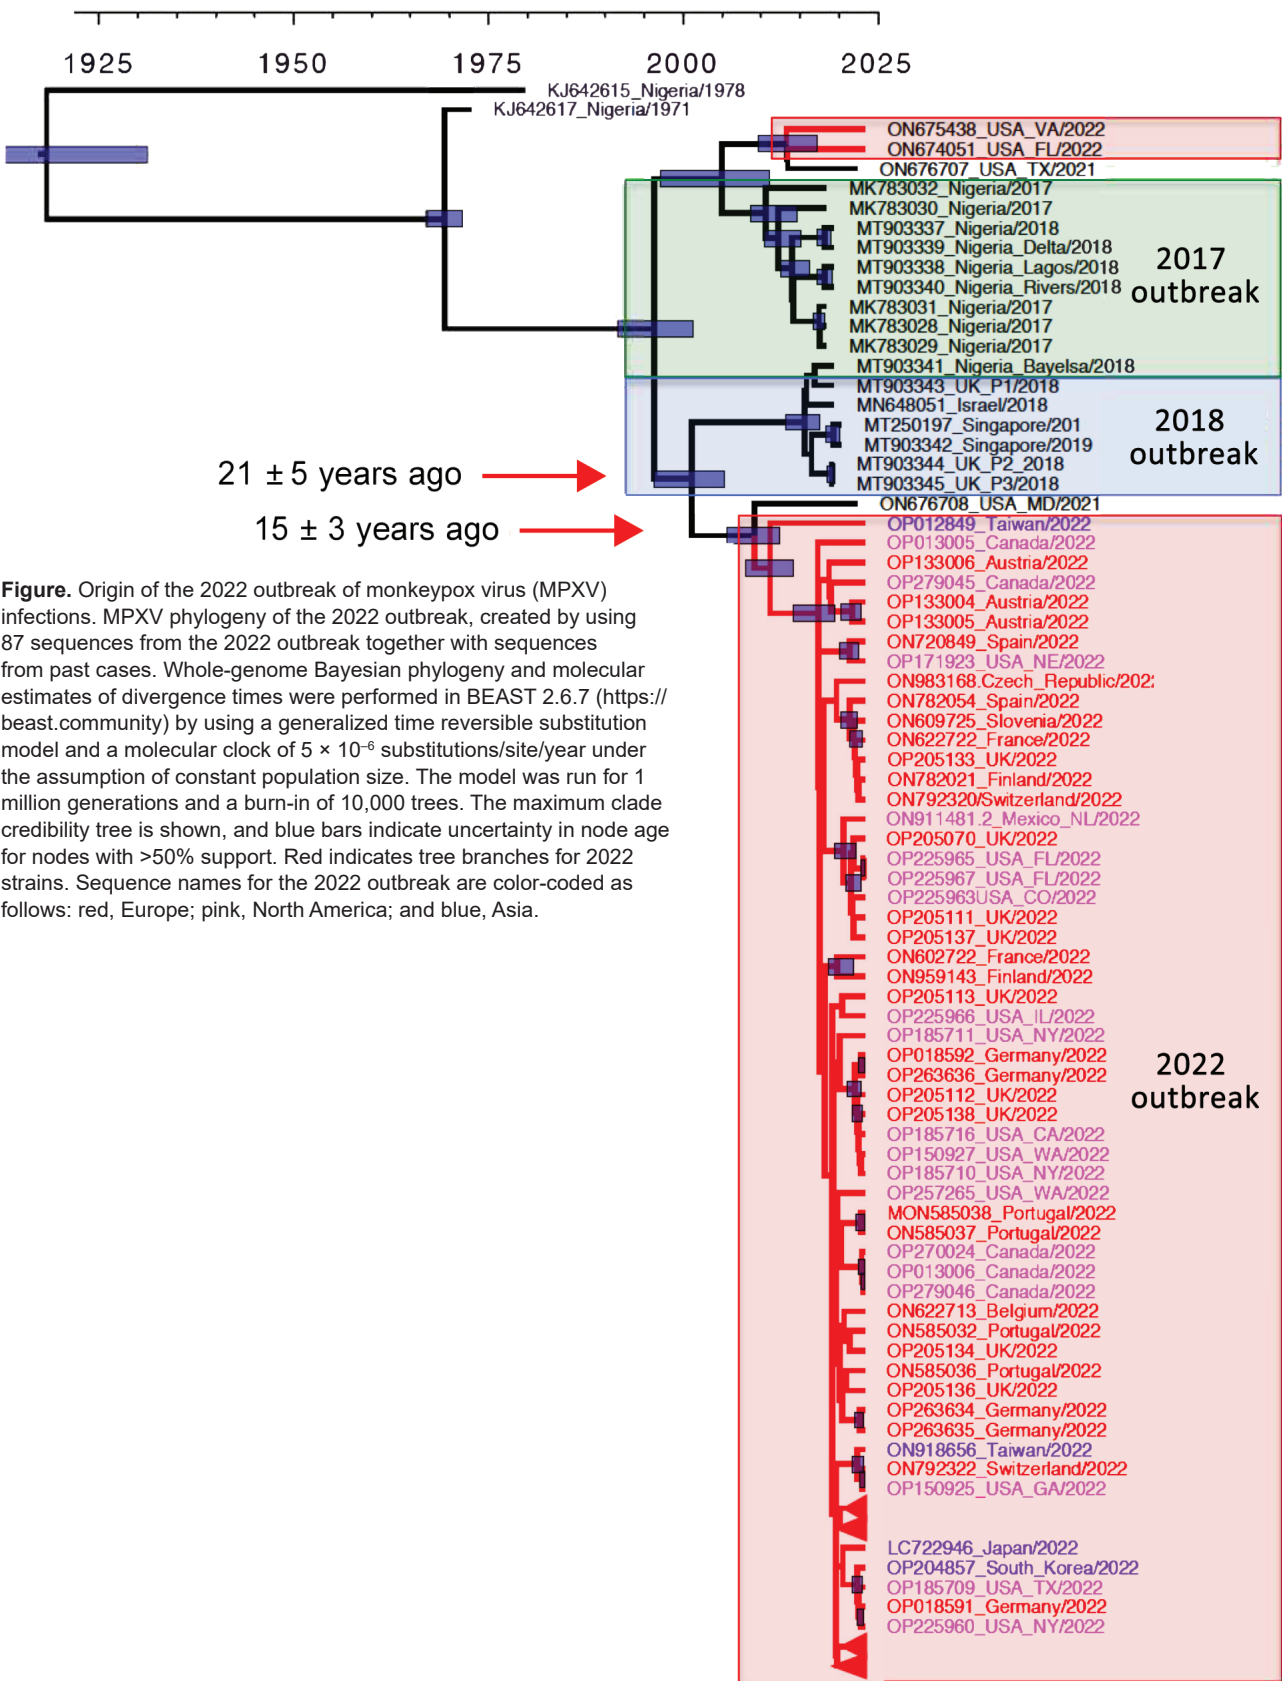 1925 1950 1975 2000 2025
KJ642615_Nigeria/1978
KJ642617_Nigeria/1971
ON675438_USA_VA/2022
ON674051_USA_FL/2022
ON676707_USA_TX/2021
MK783032_Nigeria/2017
MK783030_Nigeria/2017
MT903337_Nigeria/2018
MT903339_Nigeria_Delta/2018
MT903338_Nigeria_Lagos/2018
MT903340_Nigeria_Rivers/2018
MK783031_Nigeria/2017
MK783028_Nigeria/2017
MK783029_Nigeria/2017
2017
outbreak
MT903341_Nigeria_Bayelsa/2018
MT903343_UK_P1/2018
MN648051_Israel/2018
MT250197_Singapore/201
MT903342_Singapore/2019
MT903344_UK_P2_2018
MT903345_UK_P3/2018
2018
outbreak
21 ± 5 years ago
15 ± 3 years ago
ON676708_USA_MD/2021
OP012849_Taiwan/2022
OP013005_Canada/2022
OP133006_Austria/2022
OP279045_Canada/2022
OP133004_Austria/2022
OP133005_Austria/2022
ON720849_Spain/2022
OP171923_USA_NE/2022
ON983168.Czech_Republic/202
ON782054_Spain/2022
ON609725_Slovenia/2022
ON622722_France/2022
OP205133_UK/2022
ON782021_Finland/2022
ON792320/Switzerland/2022
ON911481.2_Mexico_NL/2022
OP205070_UK/2022
OP225965_USA_FL/2022
OP225967_USA_FL/2022
OP225963USA_CO/2022
OP205111_UK/2022
OP205137_UK/2022
ON602722_France/2022
ON959143_Finland/2022
OP205113_UK/2022
OP225966_USA_IL/2022
OP185711_USA_NY/2022
OP018592_Germany/2022
OP263636_Germany/2022
OP205112_UK/2022
OP205138_UK/2022
OP185716_USA_CA/2022
OP150927_USA_WA/2022
OP185710_USA_NY/2022
OP257265_USA_WA/2022
MON585038_Portugal/2022
ON585037_Portugal/2022
OP270024_Canada/2022
OP013006_Canada/2022
OP279046_Canada/2022
ON622713_Belgium/2022
ON585032_Portugal/2022
OP205134_UK/2022
ON585036_Portugal/2022
OP205136_UK/2022
OP263634_Germany/2022
OP263635_Germany/2022
ON918656_Taiwan/2022
ON792322_Switzerland/2022
OP150925_USA_GA/2022
LC722946_Japan/2022
OP204857_South_Korea/2022
OP185709_USA_TX/2022
OP018591_Germany/2022
OP225960_USA_NY/2022
2022
outbreak
Figure. Origin of the 2022 outbreak of monkeypox virus (MPXV)
infections. MPXV phylogeny of the 2022 outbreak, created by using
87 sequences from the 2022 outbreak together with sequences
from past cases. Whole-genome Bayesian phylogeny and molecular
estimates of divergence times were performed in BEAST 2.6.7 (https://
beast.community) by using a generalized time reversible substitution
model and a molecular clock of 5 × 10⁻⁶ substitutions/site/year under
the assumption of constant population size. The model was run for 1
million generations and a burn-in of 10,000 trees. The maximum clade
credibility tree is shown, and blue bars indicate uncertainty in node age
for nodes with >50% support. Red indicates tree branches for 2022
strains. Sequence names for the 2022 outbreak are color-coded as
follows: red, Europe; pink, North America; and blue, Asia.